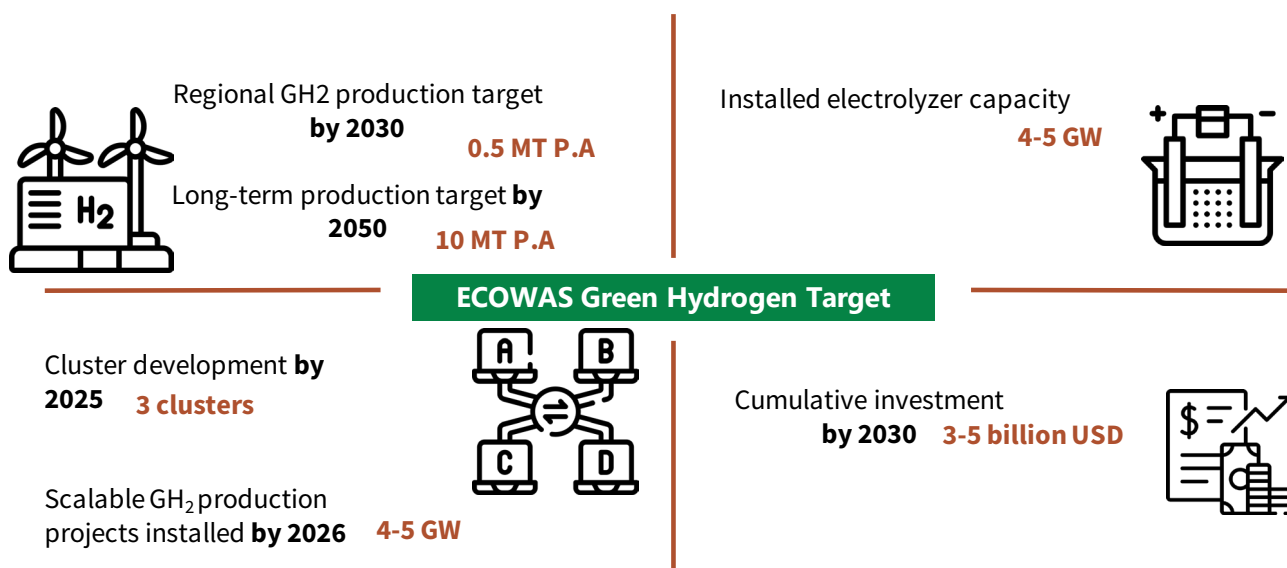 Regional GH2 production target
by 2030
0.5 MT P.A
Long-term production target by
2050
10 MT P.A
H2
Installed electrolyzer capacity
4-5 GW
+ −
ECOWAS Green Hydrogen Target
Cluster development by
2025 3 clusters
A B
C D
Scalable GH₂ production
projects installed by 2026 4-5 GW
Cumulative investment
by 2030 3-5 billion USD
$